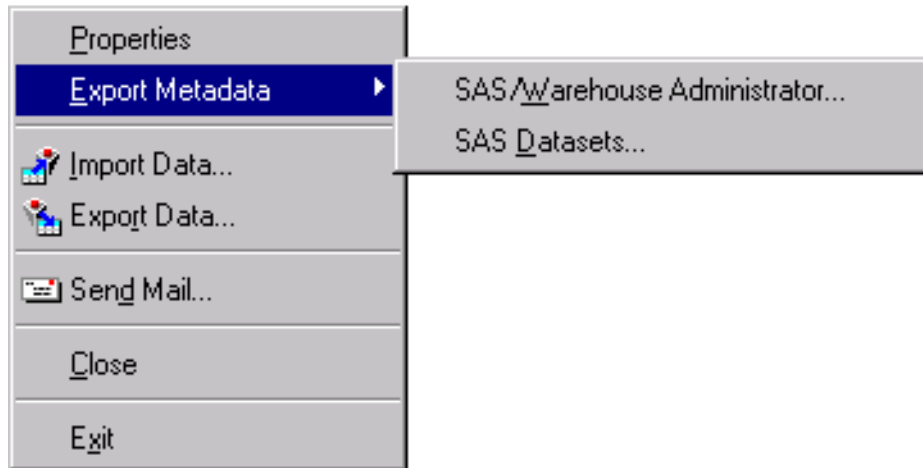 Properties
Export Metadata
SAS/Warehouse Administrator...
SAS Datasets...
Import Data...
Export Data...
Send Mail...
Close
Exit